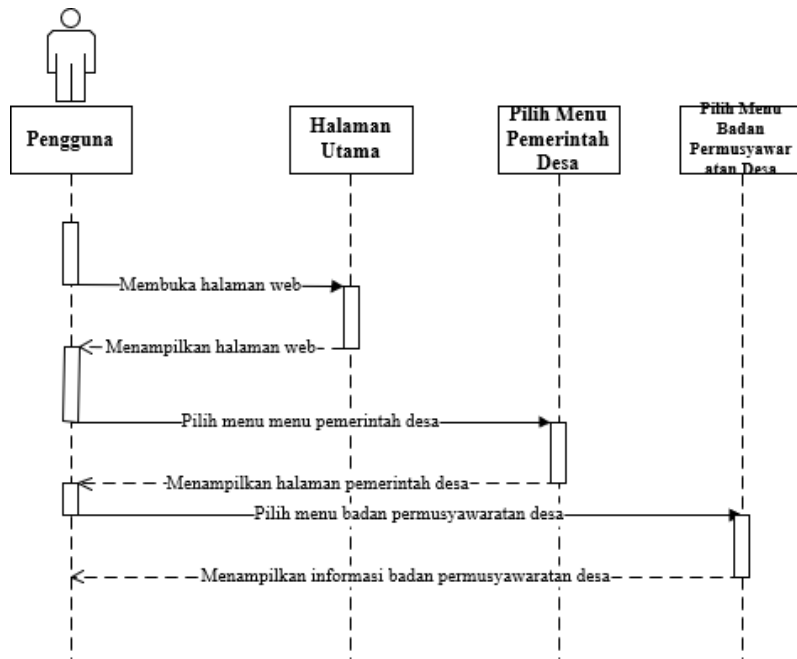 Pengguna
Halaman
Utama
Pilih Menu
Pemerintah
Desa
Pilih Menu
Badan
Permusyawar
atan Desa
Membuka halaman web
Menampilkan halaman web
Pilih menu menu pemerintah desa
Menampilkan halaman pemerintah desa
Pilih menu badan permusyawaratan desa
Menampilkan informasi badan permusyawaratan desa